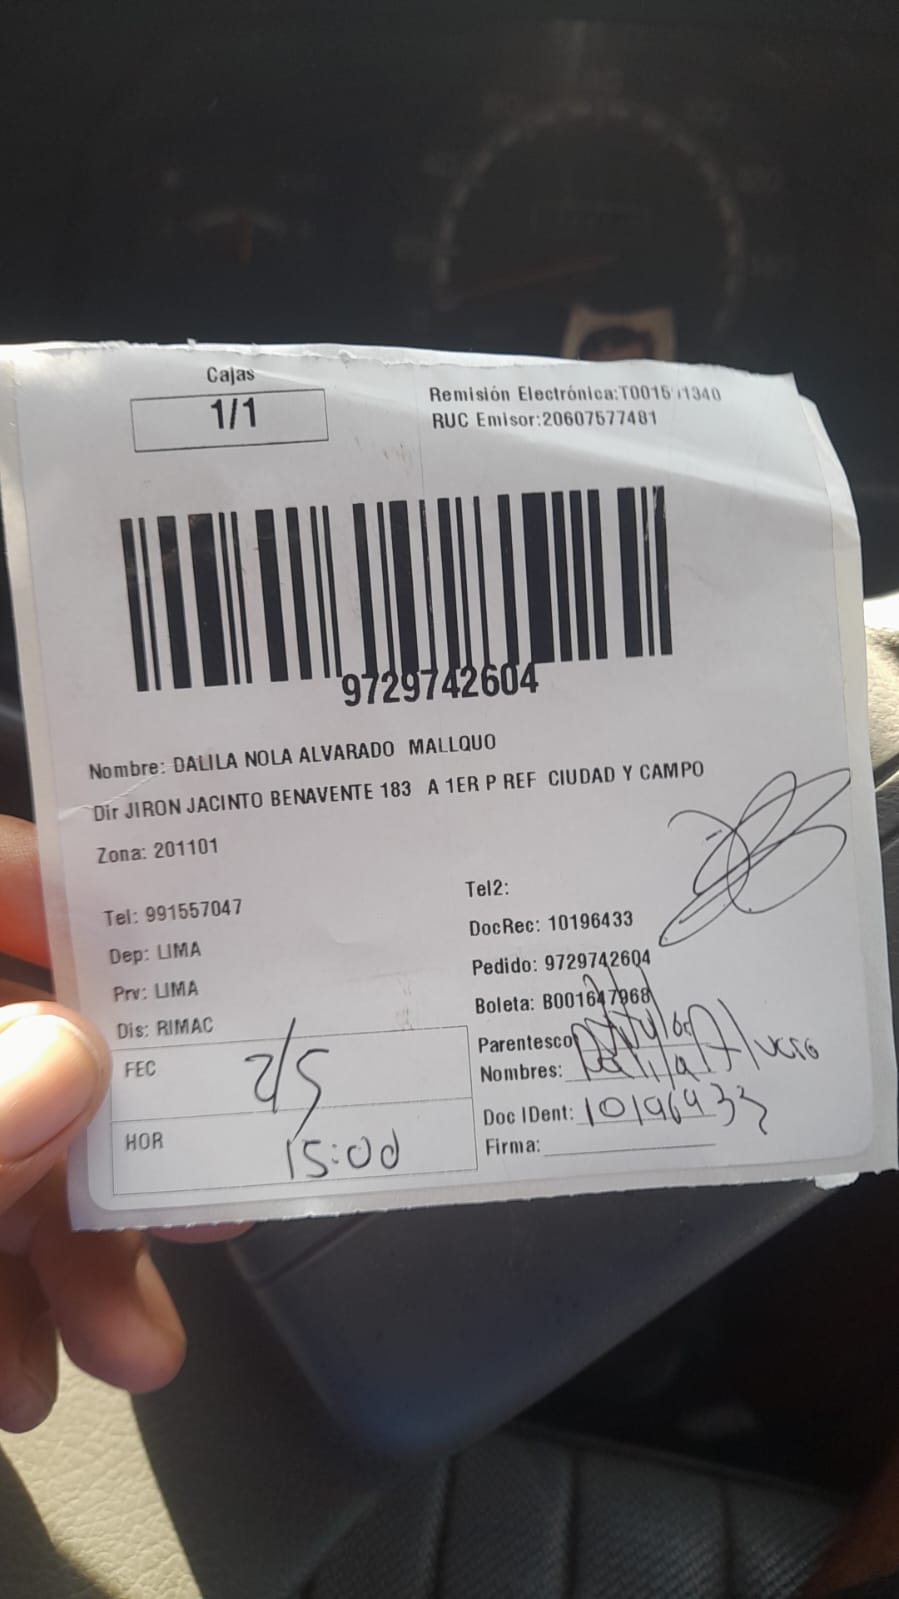 Cajas
1/1
Remisión Electrónica:T0015 1340
RUC Emisor:20607577481
9729742604
Nombre: DALILA NOLA ALVARADO MALLQUO
Dir JIRON JACINTO BENAVENTE 183 A 1ER P REF CIUDAD Y CAMPO
Zona: 201101
Tel: 991557047
Dep: LIMA
Prv: LIMA
Dis: RIMAC
Tel2:
DocRec: 10196433
Pedido: 9729742604
Boleta: B001647968
Parentesco
Nombres:
Doc IDent: 10196433
Firma:
FEC 2/5
HOR 15:00